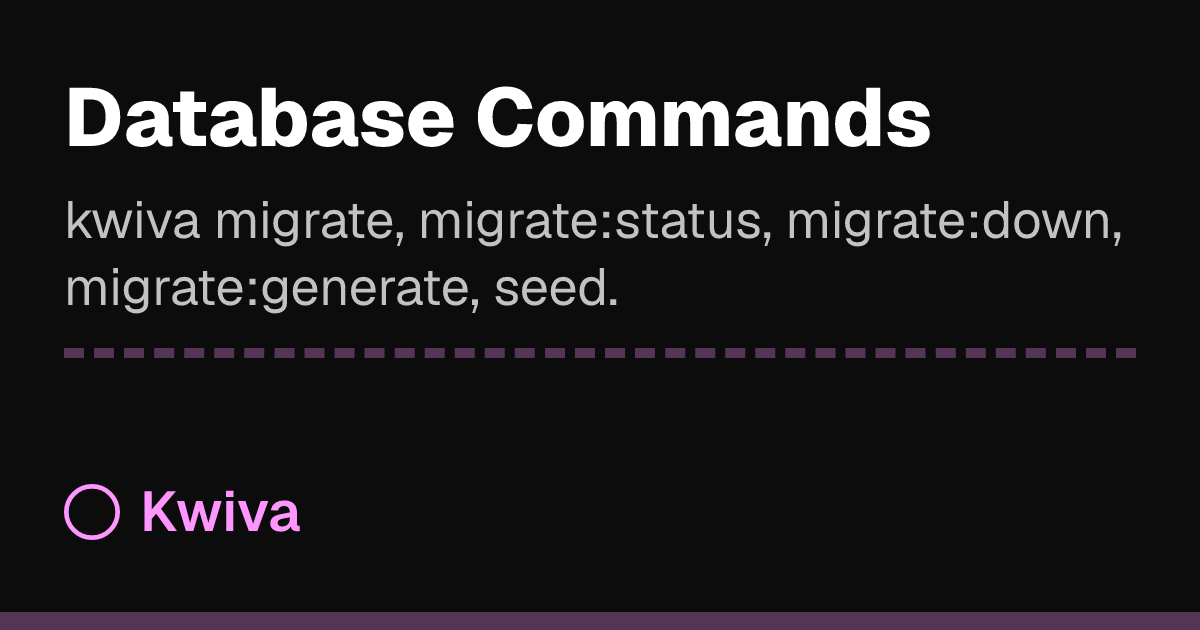 Database Commands
kwiva migrate, migrate:status, migrate:down,
migrate:generate, seed.
Kwiva